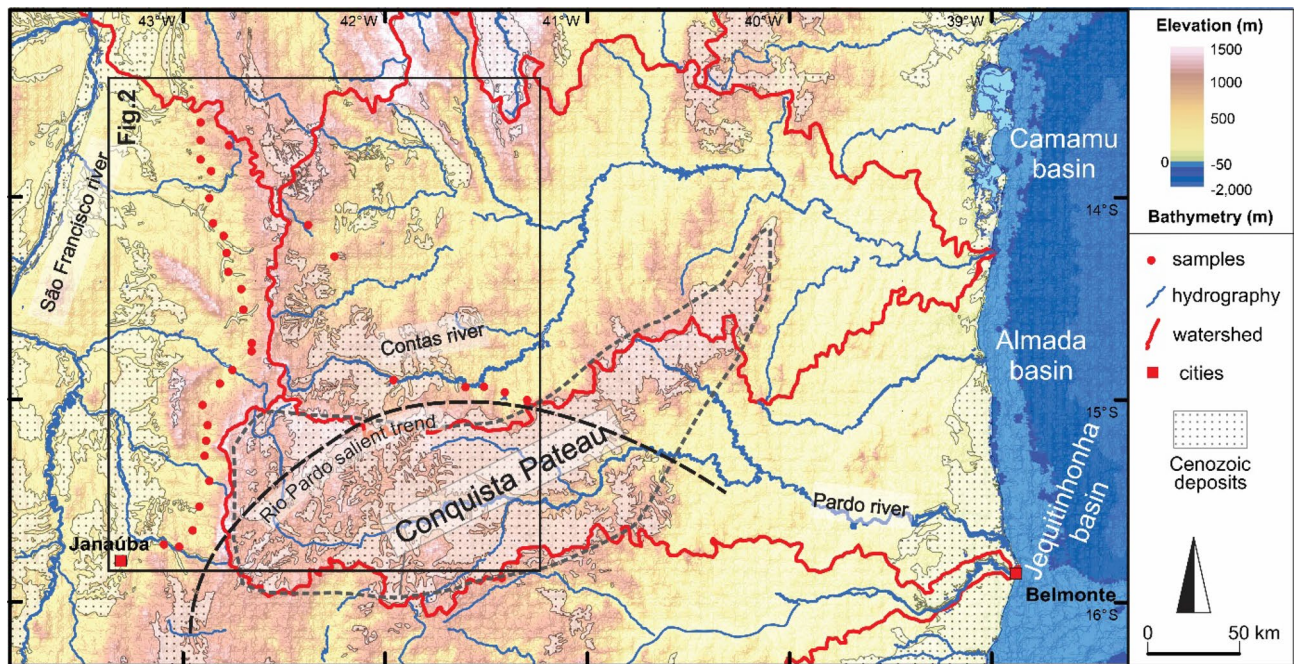 43°W
42°W
41°W
40°W
39°W
Fig.2
São Francisco river
Camamu
basin
14°S
Contas river
Almada
basin
15°S
Rio Pardo salient trend
Conquista Pateau
Pardo river
Jequitinhonha
basin
Janaúba
Belmonte
16°S
Elevation (m)
1500
1000
500
0
-50
-2,000
Bathymetry (m)
samples
hydrography
watershed
cities
Cenozoic
deposits
0
50 km